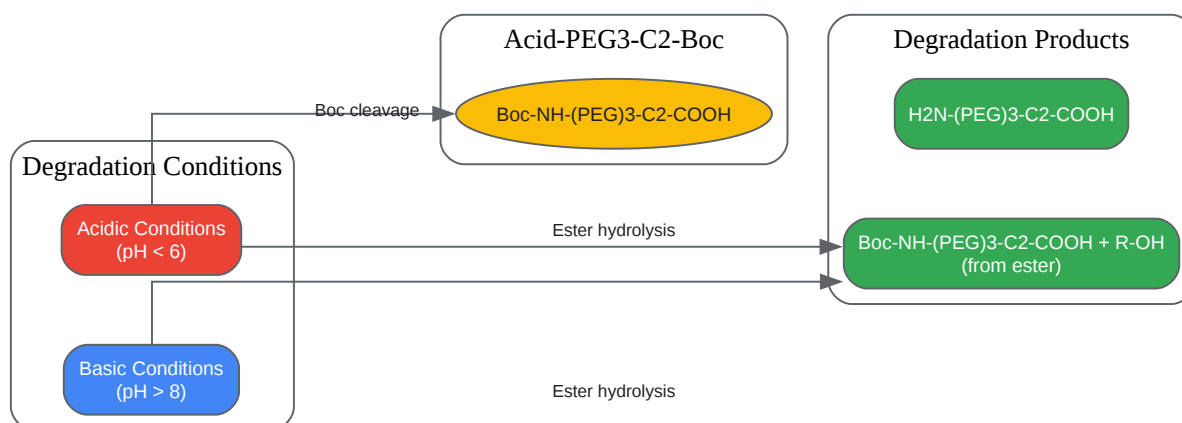 Acid-PEG3-C2-Boc
Degradation Products
Boc cleavage
Boc-NH-(PEG)3-C2-COOH
H2N-(PEG)3-C2-COOH
Degradation Conditions
Acidic Conditions
(pH < 6)
Ester hydrolysis
Boc-NH-(PEG)3-C2-COOH + R-OH
(from ester)
Basic Conditions
(pH > 8)
Ester hydrolysis